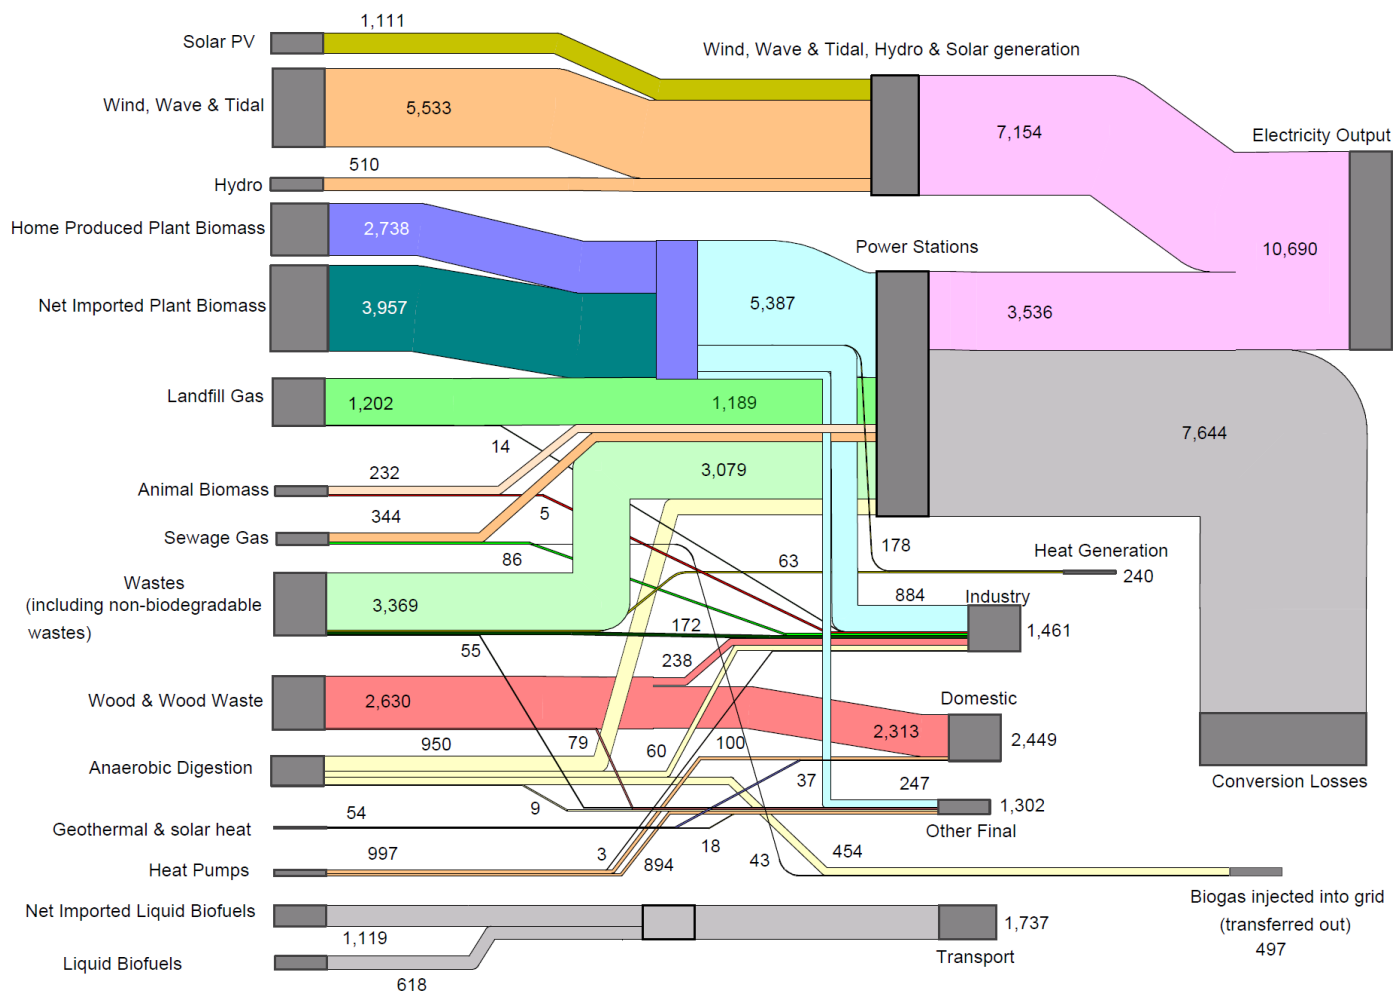 1,111
Solar PV
Wind, Wave & Tidal, Hydro & Solar generation
Wind, Wave & Tidal
5,533
7,154
Electricity Output
510
Hydro
Home Produced Plant Biomass
2,738
Power Stations
10,690
Net Imported Plant Biomass
3,957
5,387
3,536
Landfill Gas
1,202
1,189
7,644
14
232
3,079
Animal Biomass
344
5
Sewage Gas
86
63
178
Heat Generation
240
Wastes
(including non-biodegradable
wastes)
3,369
884
Industry
172
1,461
55
238
Wood & Wood Waste
2,630
Domestic
2,313
2,449
950
79
60
100
Anaerobic Digestion
37
247
Conversion Losses
9
1,302
54
Geothermal & solar heat
Other Final
18
997
3
894
43
454
Heat Pumps
Biogas injected into grid
(transferred out)
497
Net Imported Liquid Biofuels
1,119
1,737
Transport
Liquid Biofuels
618